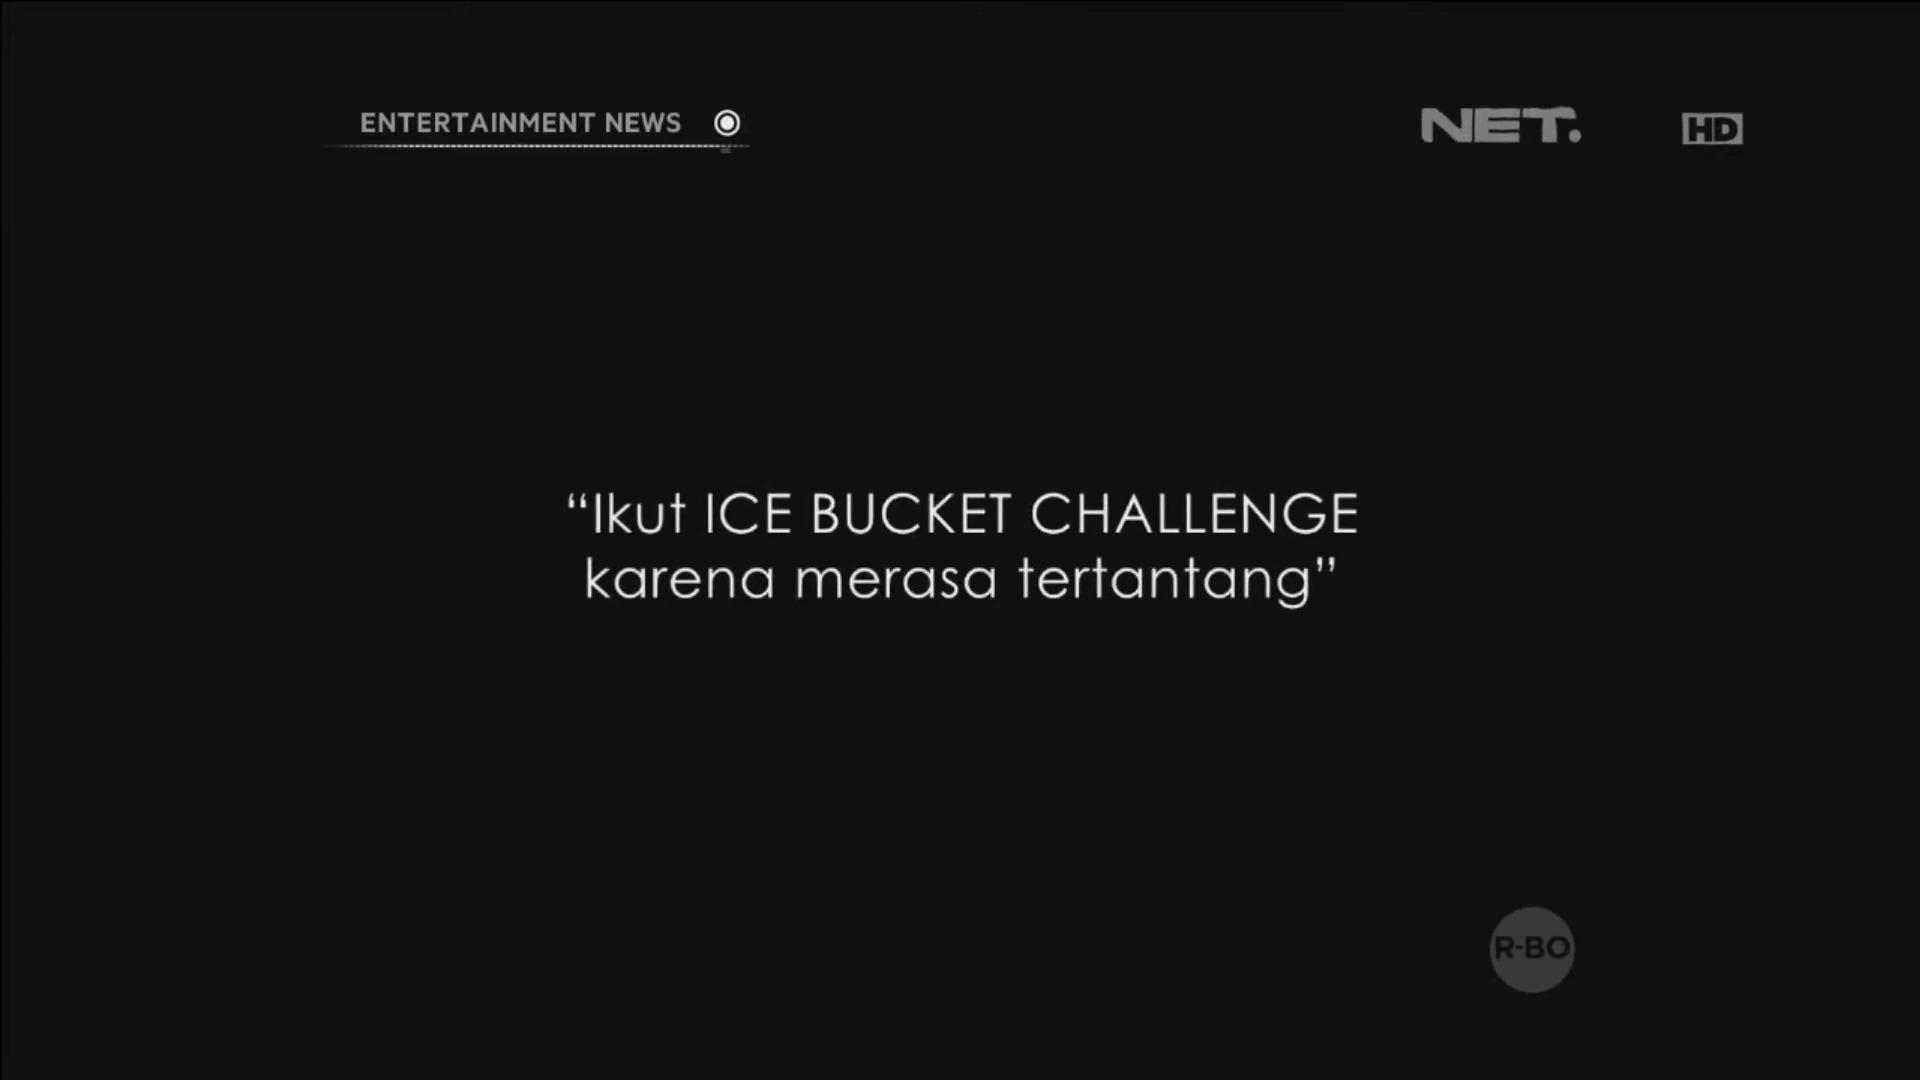 ENTERTAINMENT NEWS
NET.
HD
“Ikut ICE BUCKET CHALLENGE
karena merasa tertantang”
R-BO